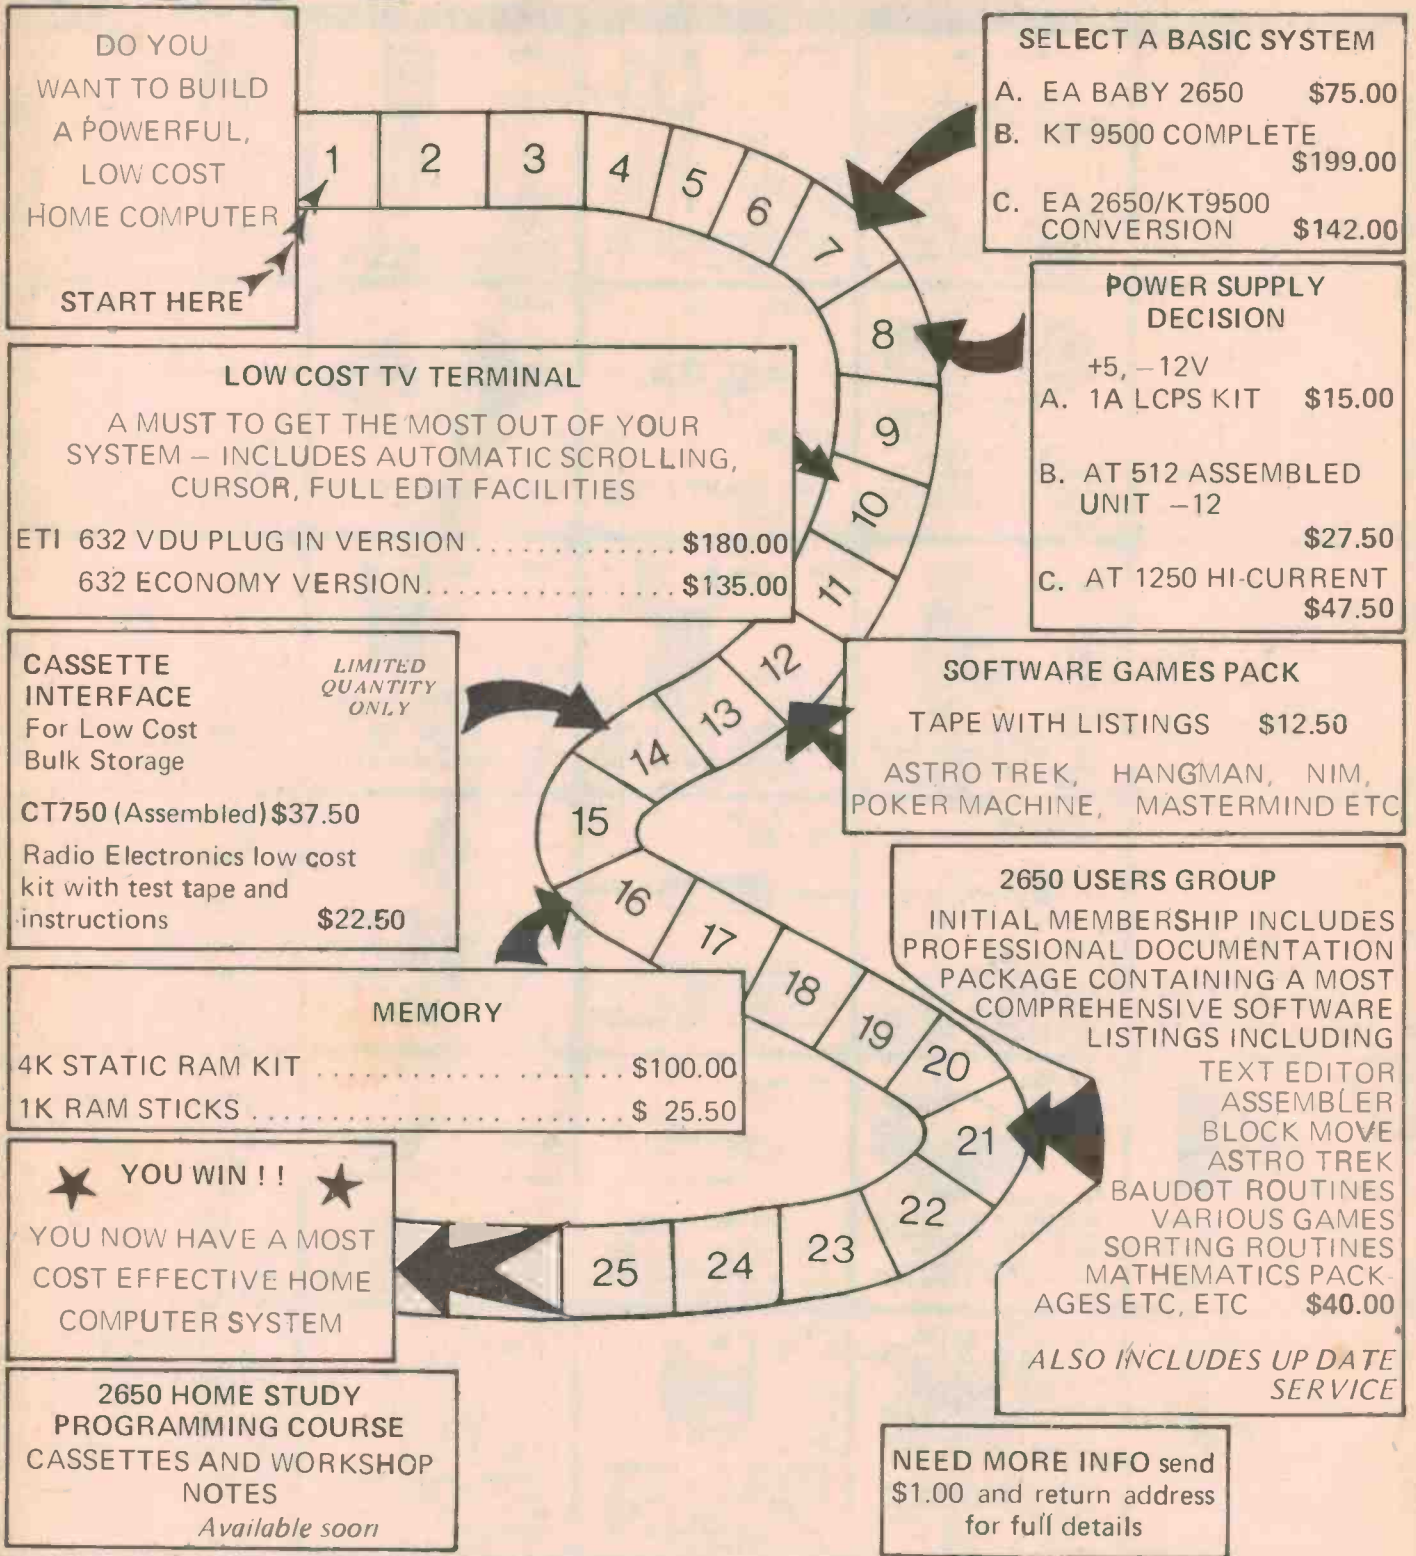 DO YOU
WANT TO BUILD
A POWERFUL,
LOW COST
HOME COMPUTER
START HERE
1 2 3 4 5 6 7
SELECT A BASIC SYSTEM
A. EA BABY 2650 $75.00
B. KT 9500 COMPLETE
$199.00
C. EA 2650/KT9500
CONVERSION $142.00
8
POWER SUPPLY
DECISION
+5, –12V
A. 1A LCPS KIT $15.00
B. AT 512 ASSEMBLED
UNIT –12
$27.50
C. AT 1250 HI-CURRENT
$47.50
LOW COST TV TERMINAL
A MUST TO GET THE MOST OUT OF YOUR
SYSTEM – INCLUDES AUTOMATIC SCROLLING,
CURSOR, FULL EDIT FACILITIES
ETI 632 VDU PLUG IN VERSION ............. $180.00
632 ECONOMY VERSION................ $135.00
9
10
11
12
13
14
15
CASSETTE
INTERFACE
For Low Cost
Bulk Storage
LIMITED
QUANTITY
ONLY
CT750 (Assembled) $37.50
Radio Electronics low cost
kit with test tape and
instructions $22.50
SOFTWARE GAMES PACK
TAPE WITH LISTINGS $12.50
ASTRO TREK, HANGMAN, NIM,
POKER MACHINE, MASTERMIND ETC
16
17
18
19
20
21
MEMORY
4K STATIC RAM KIT ................... $100.00
1K RAM STICKS ....................... $ 25.50
2650 USERS GROUP
INITIAL MEMBERSHIP INCLUDES
PROFESSIONAL DOCUMENTATION
PACKAGE CONTAINING A MOST
COMPREHENSIVE SOFTWARE
LISTINGS INCLUDING
TEXT EDITOR
ASSEMBLER
BLOCK MOVE
ASTRO TREK
BAUDOT ROUTINES
VARIOUS GAMES
SORTING ROUTINES
MATHEMATICS PACK-
AGES ETC, ETC $40.00
ALSO INCLUDES UP DATE
SERVICE
22
23
24
25
YOU WIN ! !
YOU NOW HAVE A MOST
COST EFFECTIVE HOME
COMPUTER SYSTEM
2650 HOME STUDY
PROGRAMMING COURSE
CASSETTES AND WORKSHOP
NOTES
Available soon
NEED MORE INFO send
$1.00 and return address
for full details